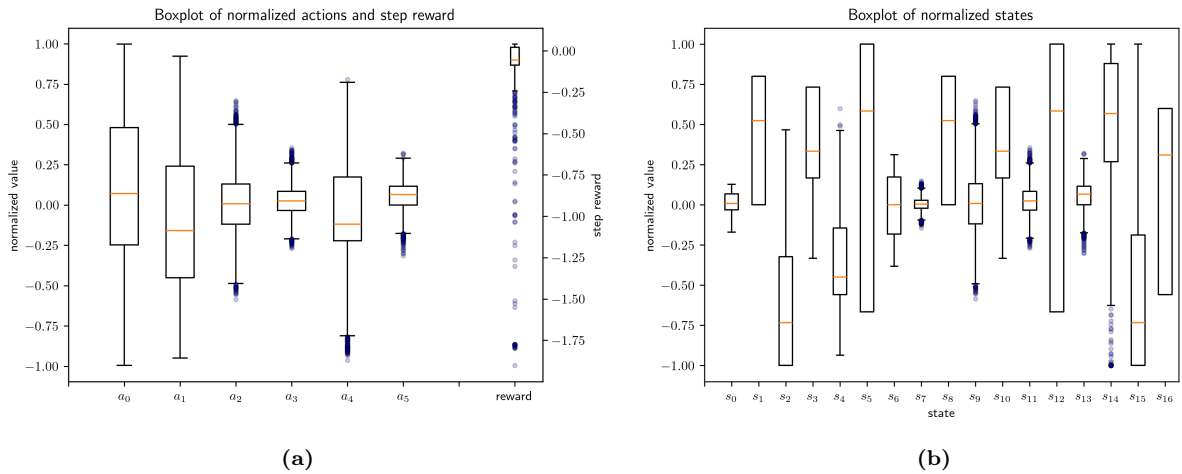 Boxplot of normalized actions and step reward
normalized value
1.00
0.75
0.50
0.25
0.00
−0.25
−0.50
−0.75
−1.00
0.00
−0.25
−0.50
−0.75
−1.00
−1.25
−1.50
−1.75
step reward
a0 a1 a2 a3 a4 a5 reward
(a)
Boxplot of normalized states
normalized value
1.00
0.75
0.50
0.25
0.00
−0.25
−0.50
−0.75
−1.00
s0 s1 s2 s3 s4 s5 s6 s7 s8 s9 s10 s11 s12 s13 s14 s15 s16
state
(b)